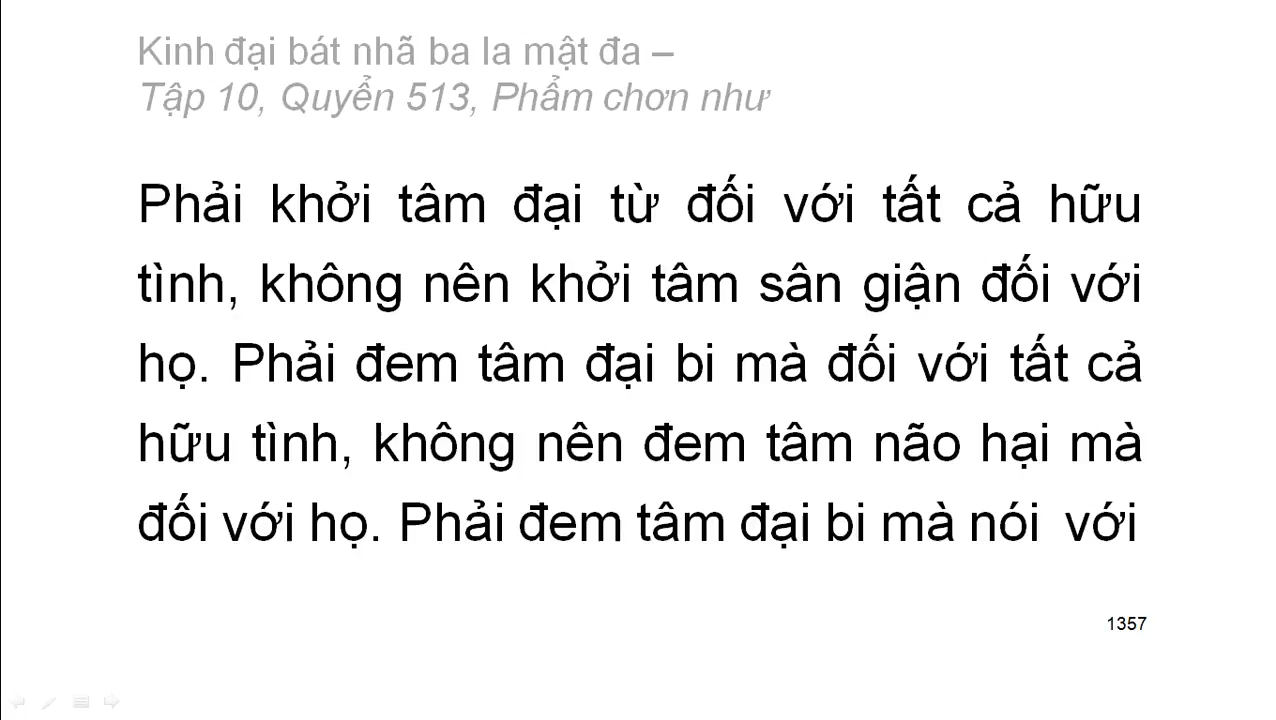 Kinh đại bát nhã ba la mật đa –
Tập 10, Quyển 513, Phẩm chơn như
Phải khởi tâm đại từ đối với tất cả hữu
tình, không nên khởi tâm sân giận đối với
họ. Phải đem tâm đại bi mà đối với tất cả
hữu tình, không nên đem tâm não hại mà
đối với họ. Phải đem tâm đại bi mà nói với
1357